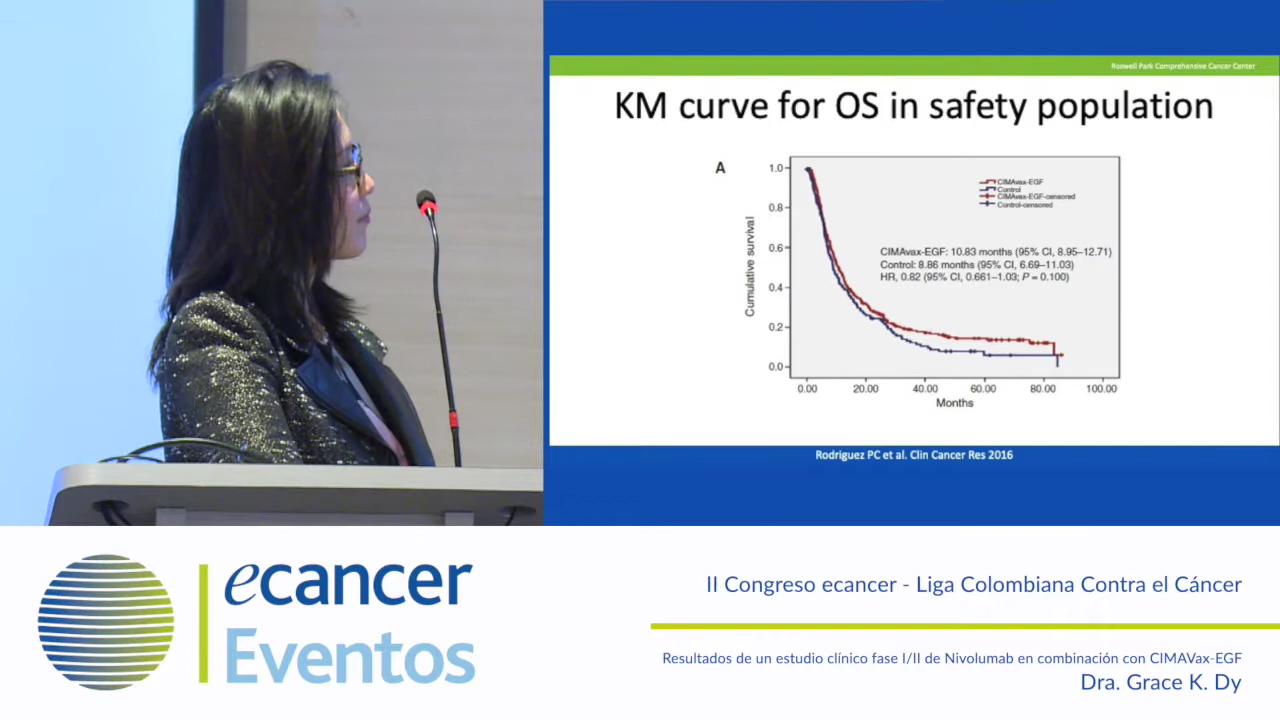 Roswell Park Comprehensive Cancer Center
KM curve for OS in safety population
A
1.0
0.8
0.6
0.4
0.2
0.0
Cumulative survival
CIMAvax-EGF
Control
CIMAvax-EGF-censored
Control-censored
CIMAvax-EGF: 10.83 months (95% CI, 8.95–12.71)
Control: 8.86 months (95% CI, 6.69–11.03)
HR, 0.82 (95% CI, 0.661–1.03; P = 0.100)
0.00 20.00 40.00 60.00 80.00 100.00
Months
Rodriguez PC et al. Clin Cancer Res 2016
ecancer
Eventos
II Congreso ecancer - Liga Colombiana Contra el Cáncer
Resultados de un estudio clínico fase I/II de Nivolumab en combinación con CIMAVax-EGF
Dra. Grace K. Dy